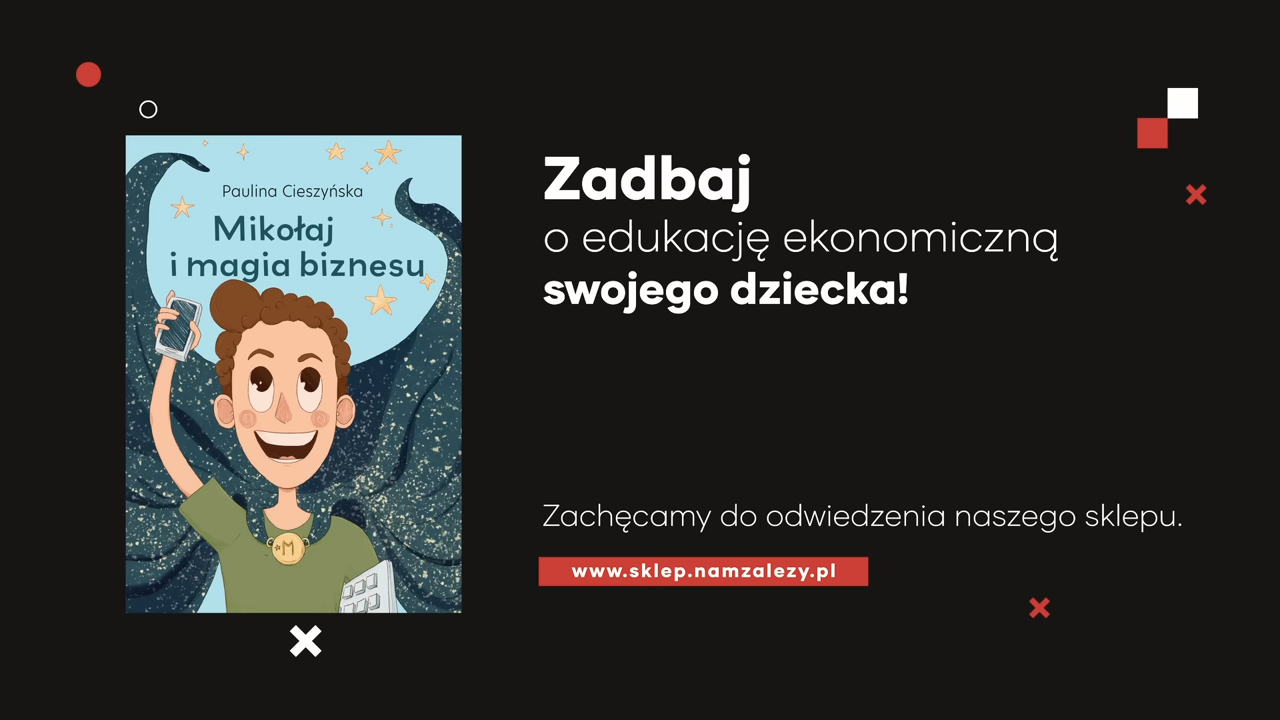 Paulina Cieszyńska
Mikołaj
i magia biznesu
M
Zadbaj
o edukację ekonomiczną
swojego dziecka!
Zachęcamy do odwiedzenia naszego sklepu.
www.sklep.namzalezy.pl